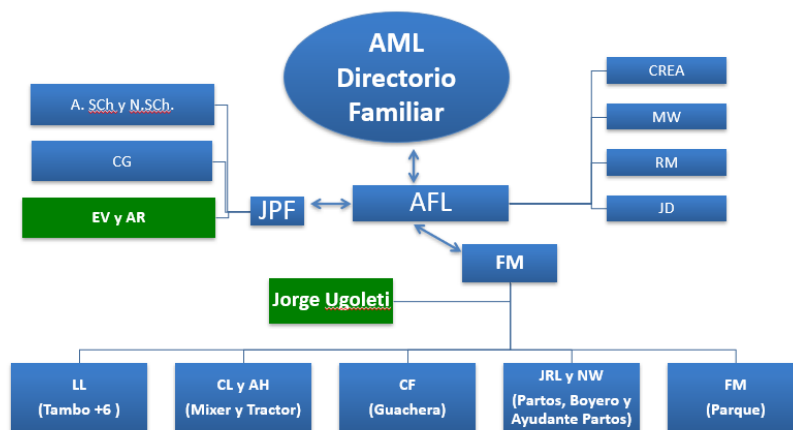 AML
Directorio
Familiar
A. SCh y N.SCh.
CG
EV y AR
JPF
AFL
CREA
MW
RM
JD
FM
Jorge Ugoleti
LL
(Tambo +6 )
CL y AH
(Mixer y Tractor)
CF
(Guachera)
JRL y NW
(Partos, Boyero y
Ayudante Partos)
FM
(Parque)